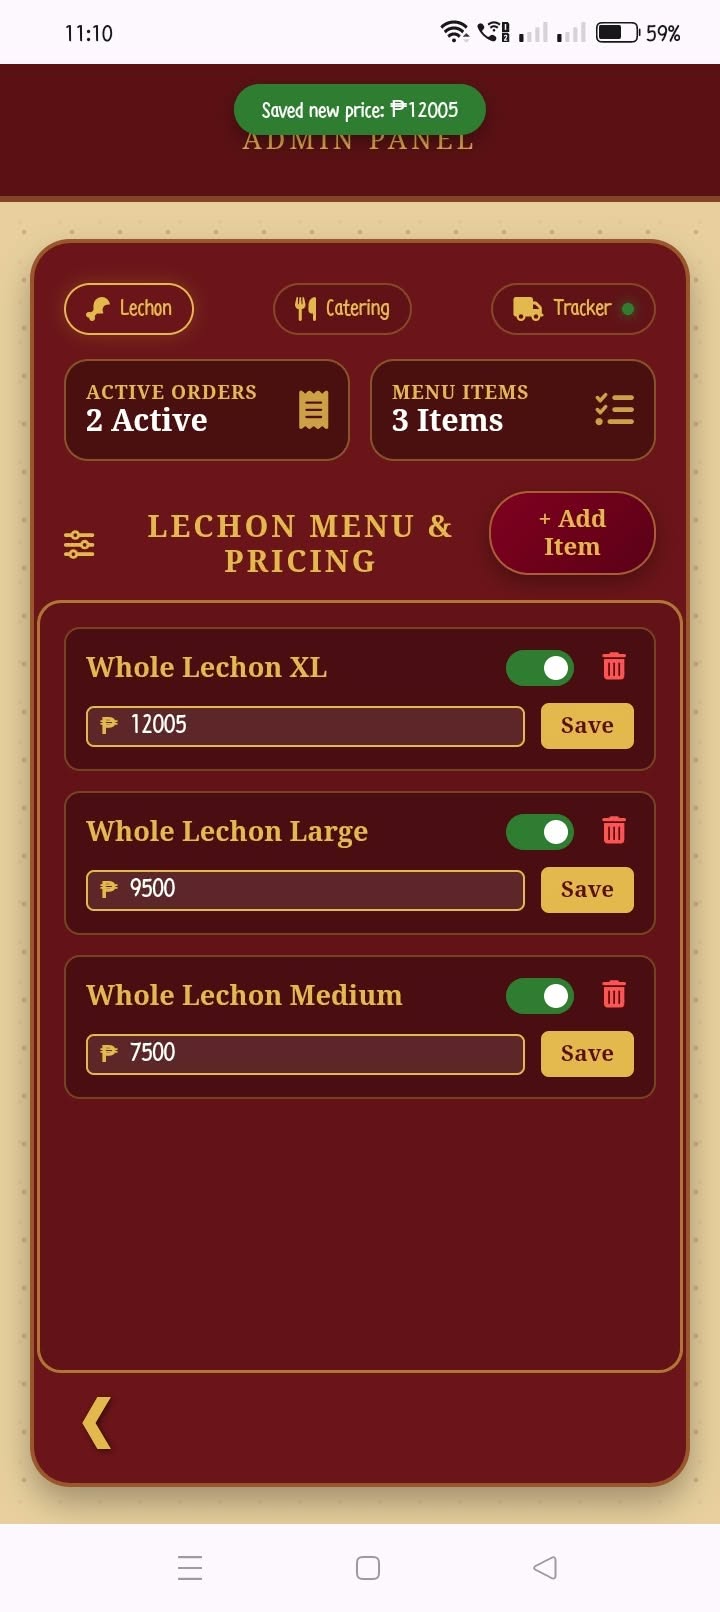 11:10
59%
Saved new price: ₱12005
ADMIN PANEL
Lechon
Catering
Tracker
ACTIVE ORDERS
2 Active
MENU ITEMS
3 Items
LECHON MENU &
PRICING
+ Add
Item
Whole Lechon XL
₱ 12005
Save
Whole Lechon Large
₱ 9500
Save
Whole Lechon Medium
₱ 7500
Save